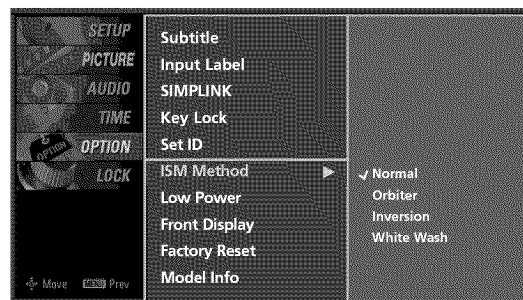 SETUP
PICTURE
AUDIO
TIME
OPTION
OPTION
LOCK
Move MENU Prev
Subtitle
Input Label
SIMPLINK
Key Lock
Set ID
ISM Method
Low Power
Front Display
Factory Reset
Model Info
Normal
Orbiter
Inversion
White Wash